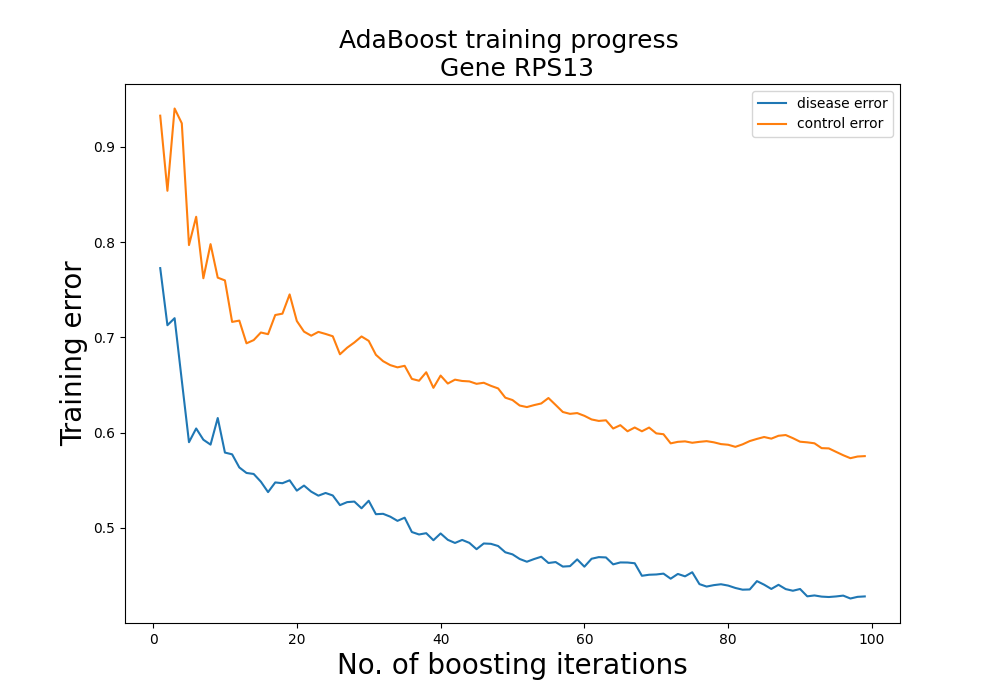 AdaBoost training progress
Gene RPS13
disease error
control error
0.9
0.8
0.7
0.6
0.5
Training error
0
20
40
60
80
100
No. of boosting iterations